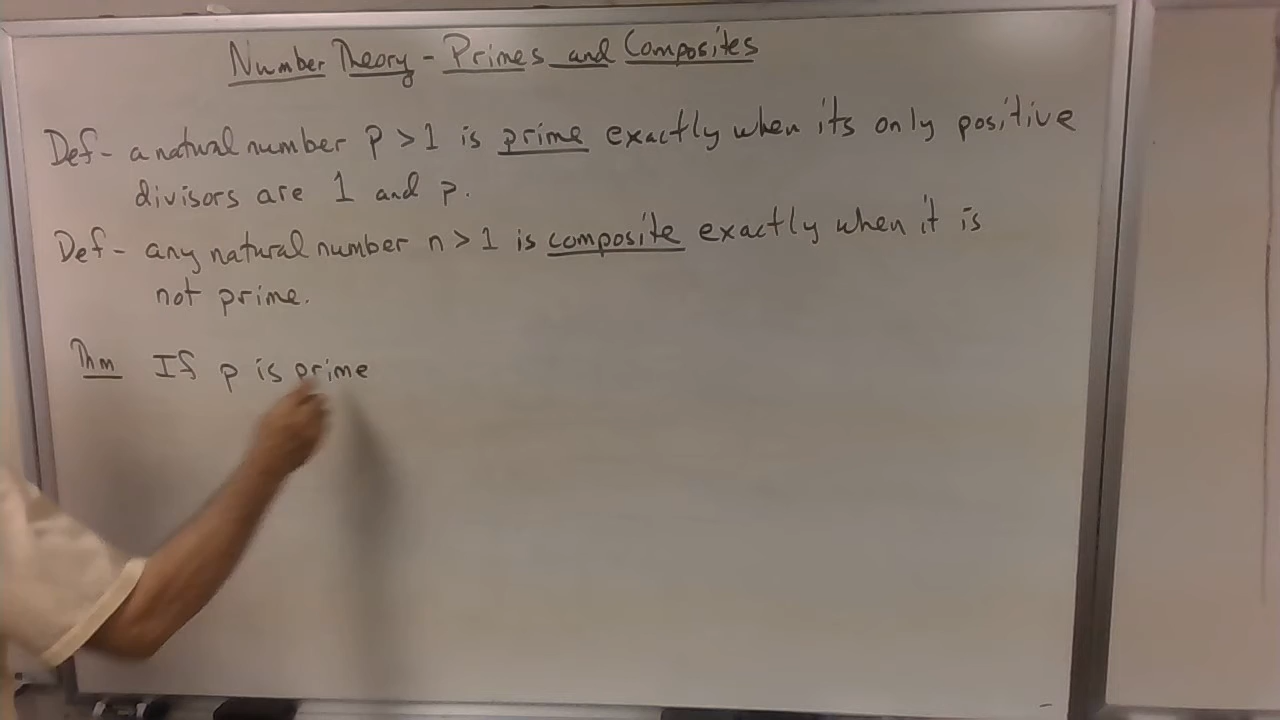 Number Theory - Primes and Composites
Def - a natural number p > 1 is prime exactly when its only positive
divisors are 1 and p.
Def - any natural number n > 1 is composite exactly when it is
not prime.
Thm If p is prime